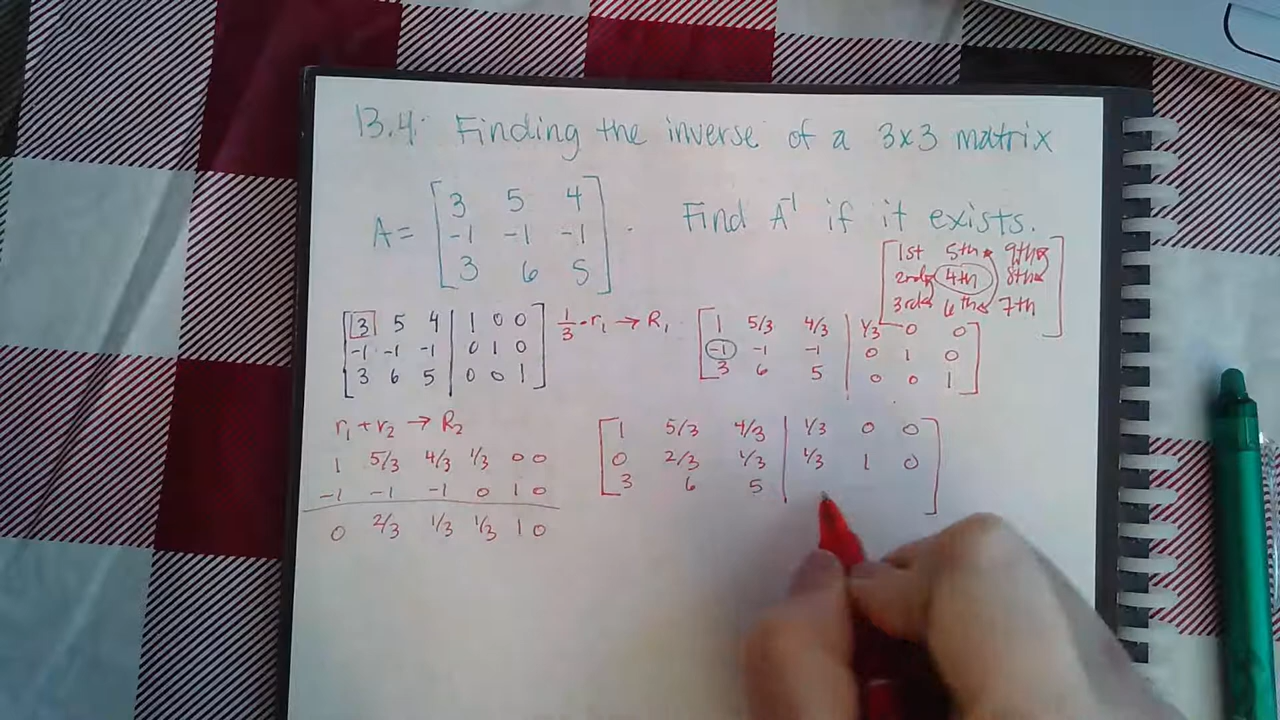 13.4: Finding the inverse of a 3x3 matrix
A = [3 5 4
-1 -1 -1
3 6 5] . Find A⁻¹ if it exists.
[1st 5th 9th
2nd 4th 8th
3rd 6th 7th]
[3 5 4 | 1 0 0
-1 -1 -1 | 0 1 0
3 6 5 | 0 0 1]
1/3 · r₁ → R₁
[1 5/3 4/3 | 1/3 0 0
-1 -1 -1 | 0 1 0
3 6 5 | 0 0 1]
r₁ + r₂ → R₂
1 5/3 4/3 1/3 0 0
-1 -1 -1 0 1 0
0 2/3 1/3 1/3 1 0
[1 5/3 4/3 | 1/3 0 0
0 2/3 1/3 | 1/3 1 0
3 6 5 | ]